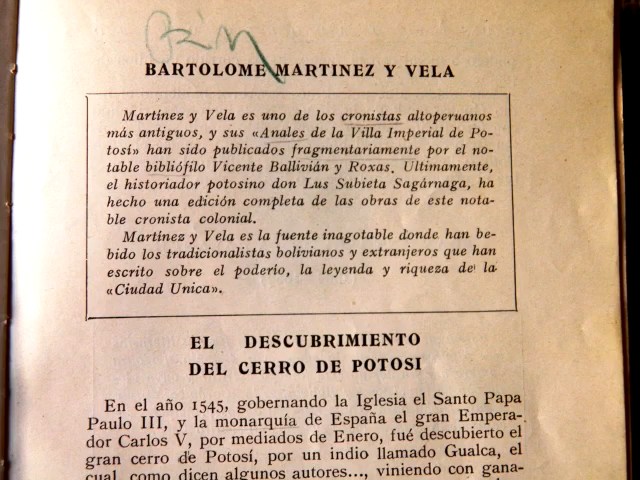 BARTOLOME MARTINEZ Y VELA
Martínez y Vela es uno de los cronistas altoperuanos
más antiguos, y sus «Anales de la Villa Imperial de Po-
tosí» han sido publicados fragmentariamente por el no-
table bibliófilo Vicente Ballivián y Roxas. Ultimamente,
el historiador potosino don Lus Subieta Sagárnaga, ha
hecho una edición completa de las obras de este nota-
ble cronista colonial.
Martínez y Vela es la fuente inagotable donde han be-
bido los tradicionalistas bolivianos y extranjeros que han
escrito sobre el poderío, la leyenda y riqueza de la
«Ciudad Unica».
EL DESCUBRIMIENTO
DEL CERRO DE POTOSI
En el año 1545, gobernando la Iglesia el Santo Papa
Paulo III, y la monarquía de España el gran Empera-
dor Carlos V, por mediados de Enero, fué descubierto el
gran cerro de Potosí, por un indio llamado Gualca, el
cual, como dicen algunos autores..., viniendo con gana-